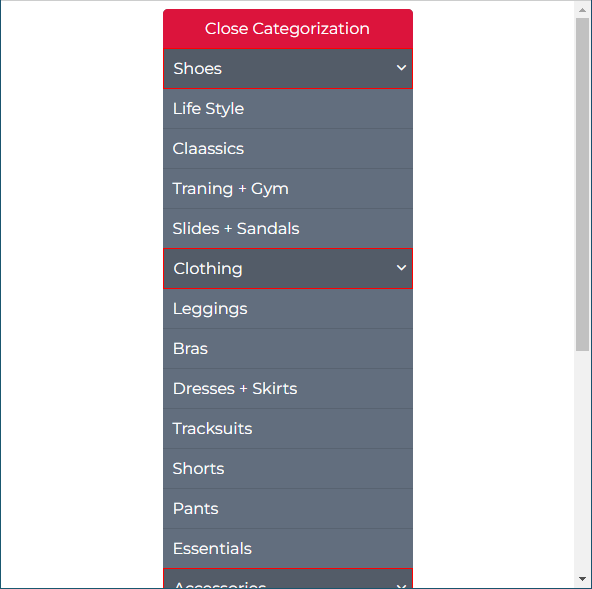 Close Categorization
Shoes
Life Style
Claassics
Traning + Gym
Slides + Sandals
Clothing
Leggings
Bras
Dresses + Skirts
Tracksuits
Shorts
Pants
Essentials
Accessories